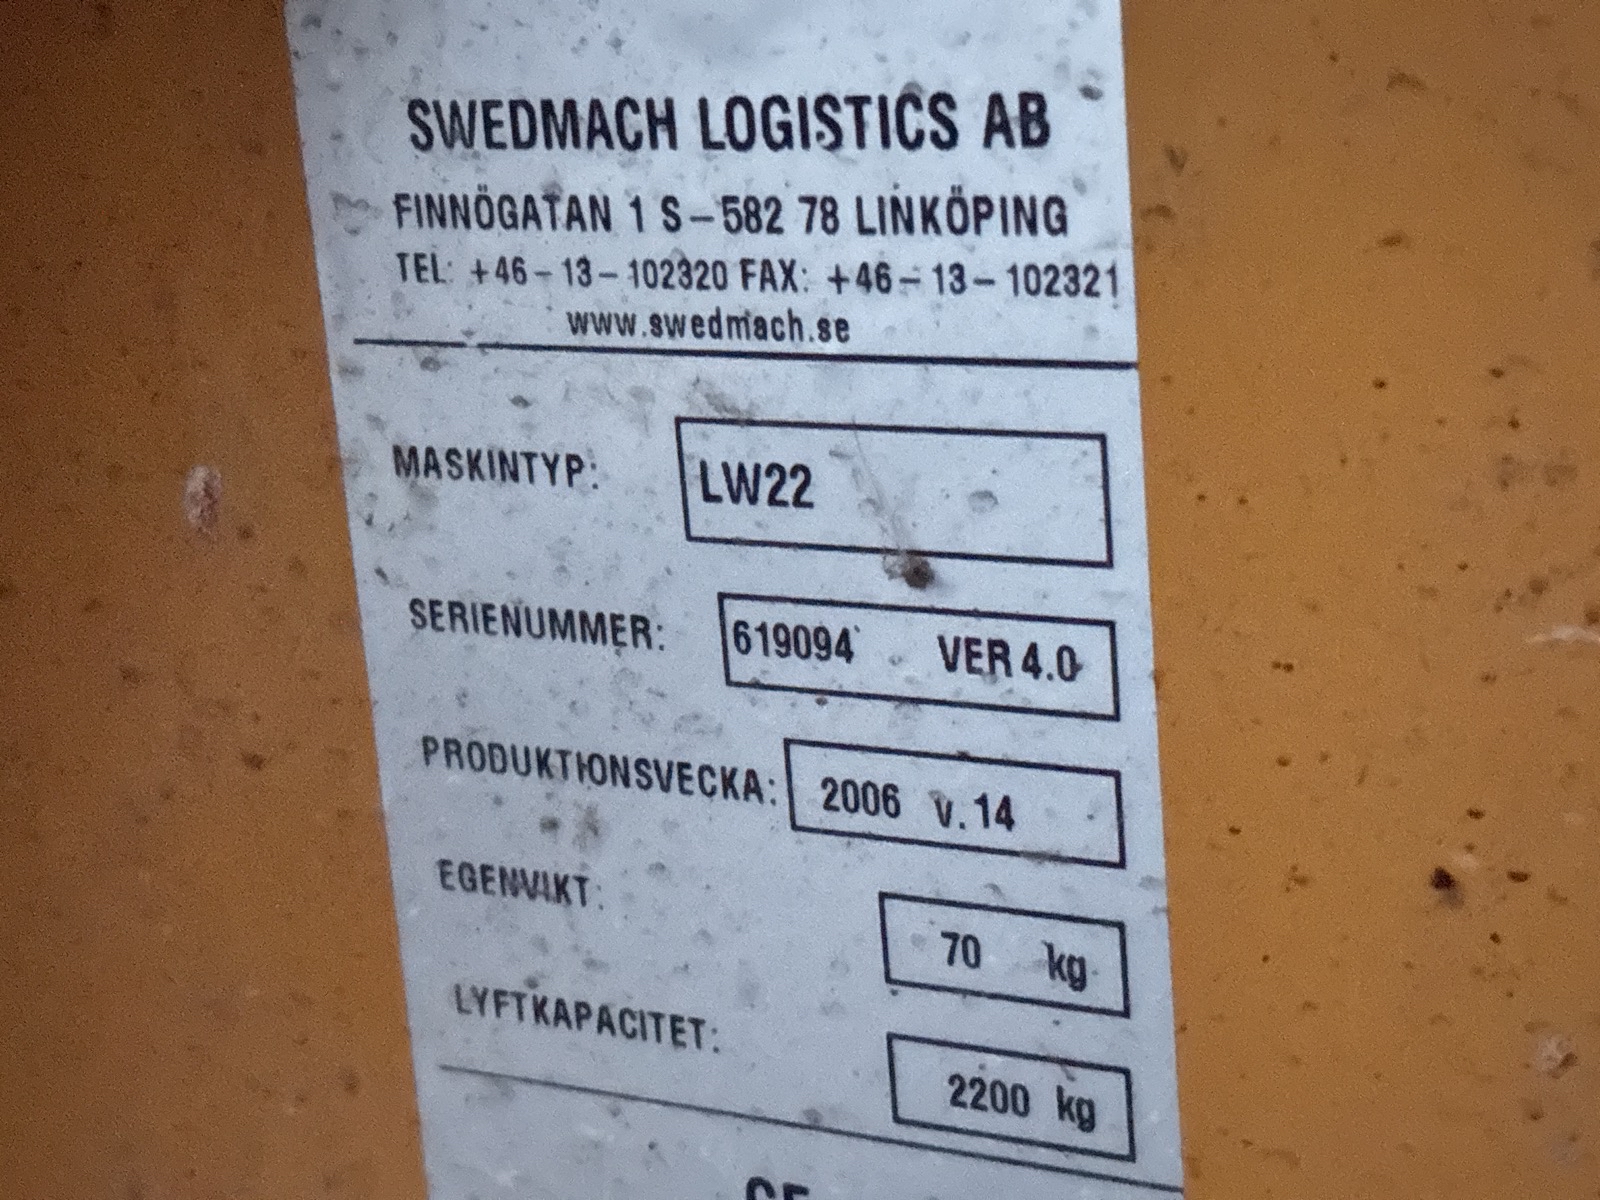 SWEDMACH LOGISTICS AB
FINNÖGATAN 1 S-582 78 LINKÖPING
TEL: +46-13-102320 FAX: +46-13-102321
www.swedmach.se
MASKINTYP: LW22
SERIENUMMER: 619094 VER 4.0
PRODUKTIONSVECKA: 2006 v.14
EGENVIKT: 70 kg
LYFTKAPACITET: 2200 kg